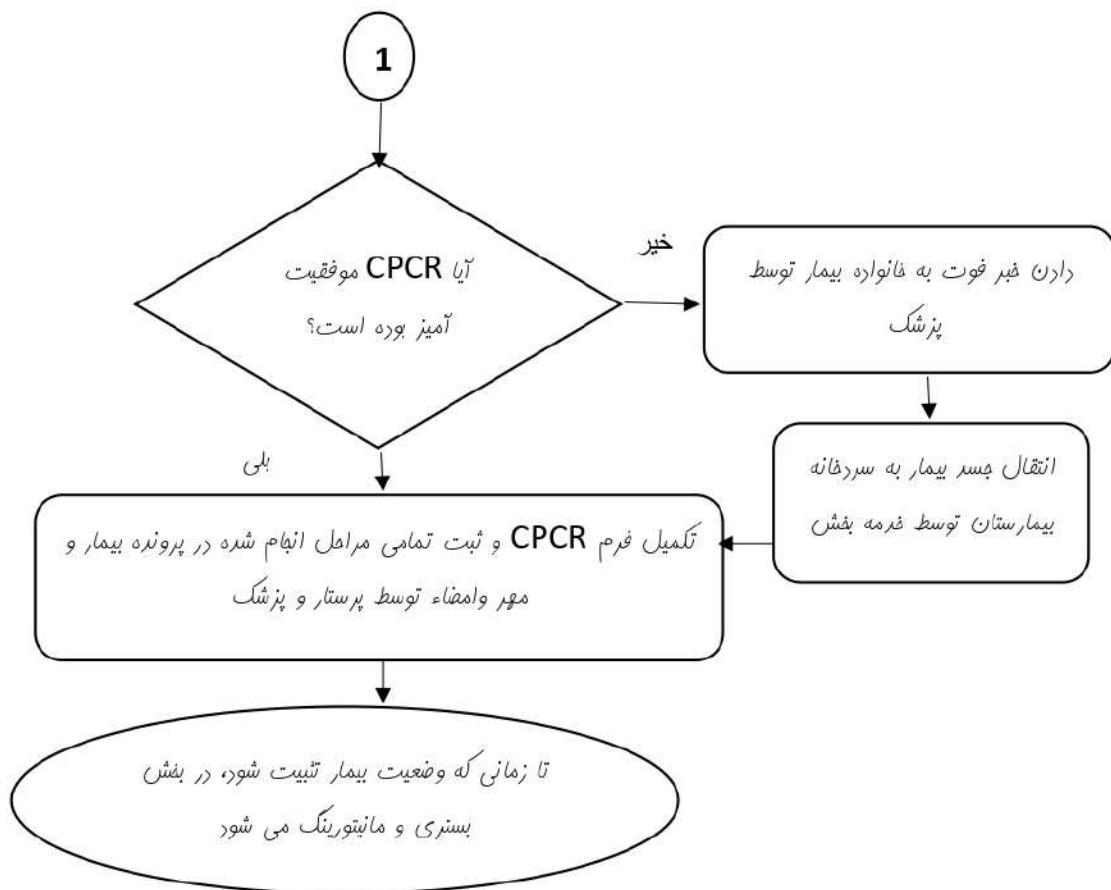 1
آیا CPCR موفقیت
آمیز بوده است؟
خیر
دادن خبر فوت به خانواده بیمار توسط
پزشک
انتقال جسد بیمار به سردخانه
بیمارستان توسط خدمه بخش
بلی
تکمیل فرم CPCR و ثبت تمامی مراحل انجام شده در پرونده بیمار و
مهر وامضاء توسط پرستار و پزشک
تا زمانی که وضعیت بیمار تثبیت شود، در بخش
بستری و مانیتورینگ می شود